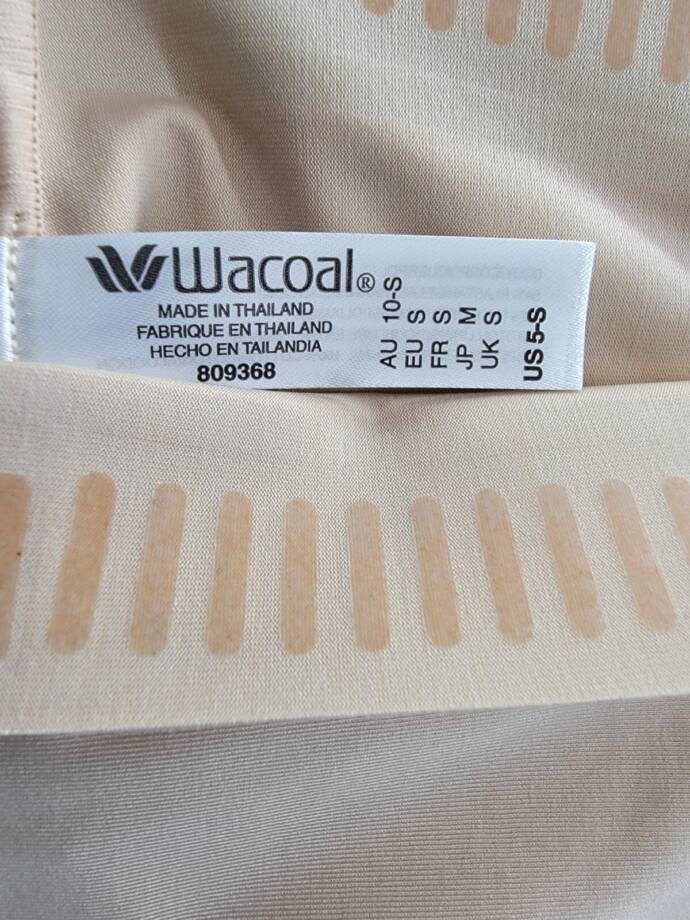 Wacoal®
MADE IN THAILAND
FABRIQUE EN THAILAND
HECHO EN TAILANDIA
809368
AU 10-S
EU S
FR S
JP M
UK S
US 5-S